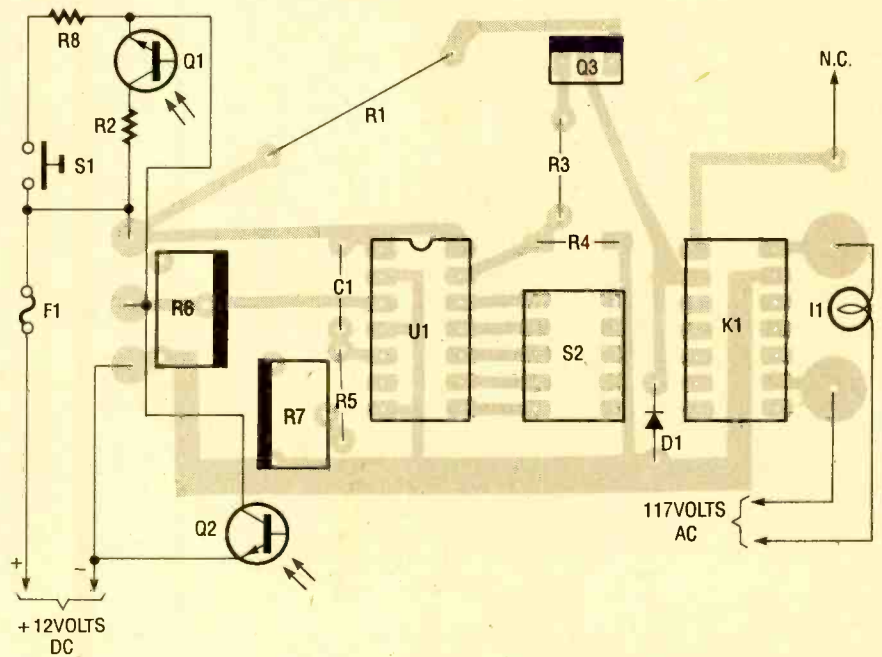 R8
Q1
Q3
N.C.
R1
R2
S1
R3
R4
C1
F1
R6
U1
K1
I1
S2
R7
R5
D1
Q2
117VOLTS
AC
+
-
+12VOLTS
DC